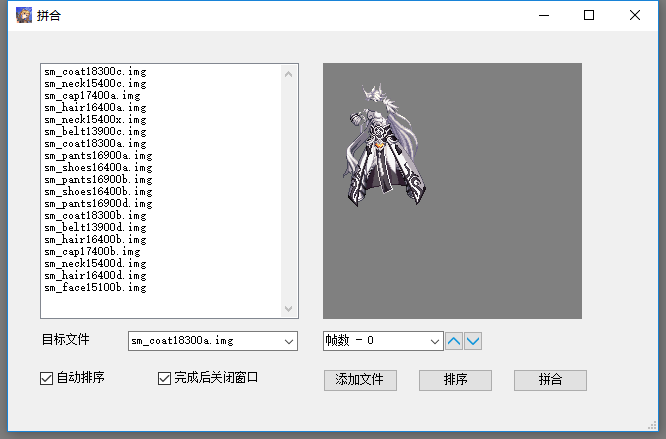 拼合
sm_coat18300c.img
sm_neck15400c.img
sm_cap17400a.img
sm_hair16400a.img
sm_neck15400x.img
sm_belt13900c.img
sm_coat18300a.img
sm_pants16900a.img
sm_shoes16400a.img
sm_pants16900b.img
sm_shoes16400b.img
sm_pants16900d.img
sm_coat18300b.img
sm_belt13900d.img
sm_hair16400b.img
sm_cap17400b.img
sm_neck15400d.img
sm_hair16400d.img
sm_face15100b.img
目标文件 sm_coat18300a.img 帧数 - 0
自动排序 完成后关闭窗口 添加文件 排序 拼合